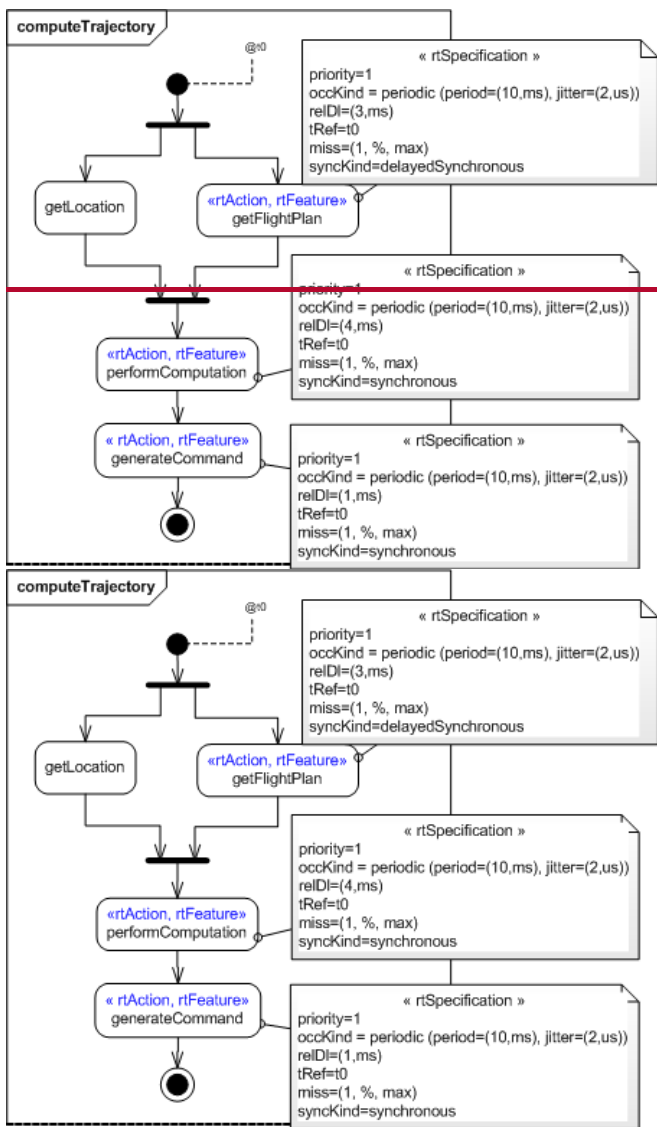 computeTrajectory
@t0
« rtSpecification »
priority=1
occKind = periodic (period=(10,ms), jitter=(2,us))
relDl=(3,ms)
tRef=t0
miss=(1, %, max)
syncKind=delayedSynchronous
getLocation
«rtAction, rtFeature»
getFlightPlan
« rtSpecification »
priority=1
occKind = periodic (period=(10,ms), jitter=(2,us))
relDl=(4,ms)
tRef=t0
miss=(1, %, max)
syncKind=synchronous
«rtAction, rtFeature»
performComputation
« rtAction, rtFeature»
generateCommand
« rtSpecification »
priority=1
occKind = periodic (period=(10,ms), jitter=(2,us))
relDl=(1,ms)
tRef=t0
miss=(1, %, max)
syncKind=synchronous
computeTrajectory
@t0
« rtSpecification »
priority=1
occKind = periodic (period=(10,ms), jitter=(2,us))
relDl=(3,ms)
tRef=t0
miss=(1, %, max)
syncKind=delayedSynchronous
getLocation
«rtAction, rtFeature»
getFlightPlan
« rtSpecification »
priority=1
occKind = periodic (period=(10,ms), jitter=(2,us))
relDl=(4,ms)
tRef=t0
miss=(1, %, max)
syncKind=synchronous
«rtAction, rtFeature»
performComputation
« rtAction, rtFeature»
generateCommand
« rtSpecification »
priority=1
occKind = periodic (period=(10,ms), jitter=(2,us))
relDl=(1,ms)
tRef=t0
miss=(1, %, max)
syncKind=synchronous